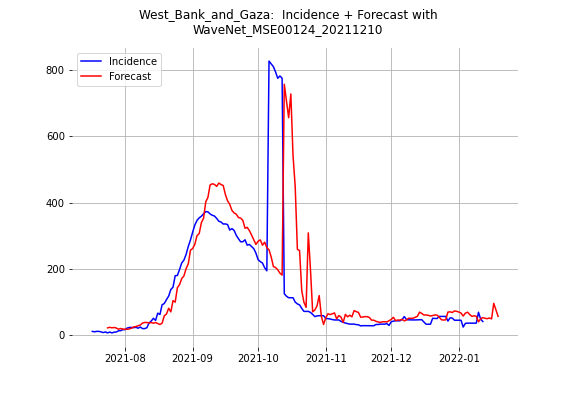 West_Bank_and_Gaza:  Incidence + Forecast with
WaveNet_MSE00124_20211210
Incidence
Forecast
800
600
400
200
0
2021-08
2021-09
2021-10
2021-11
2021-12
2022-01